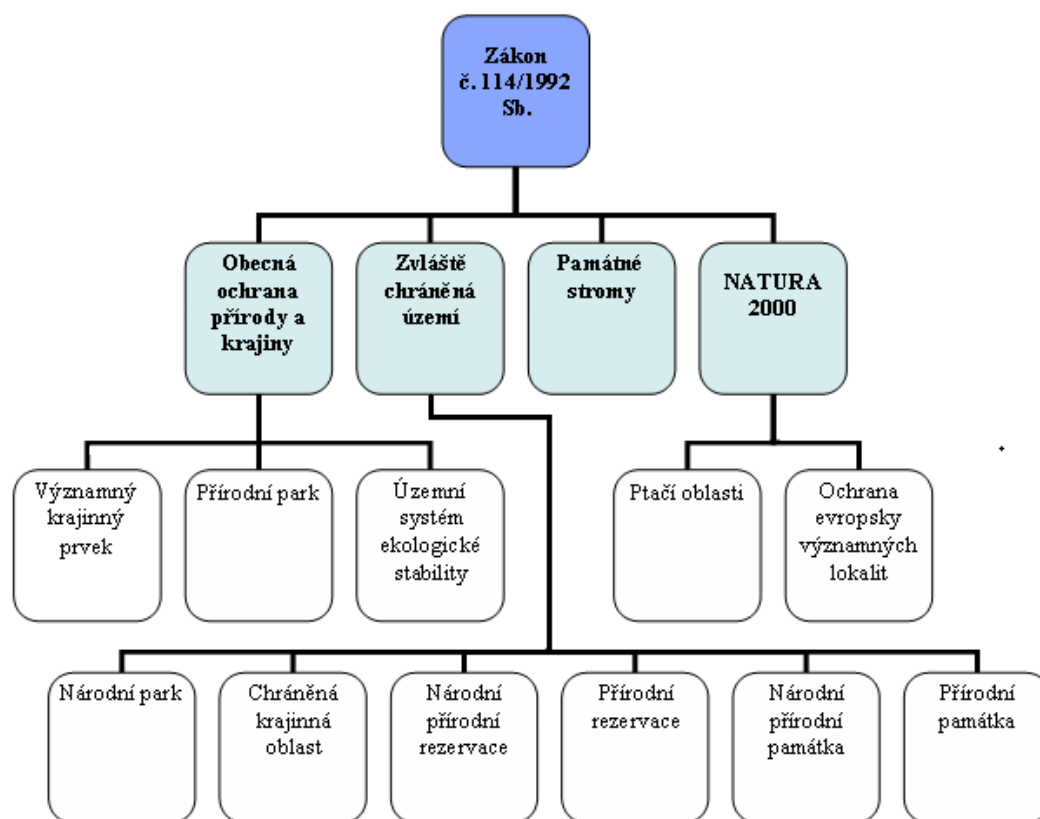 Zákon
č. 114/1992
Sb.
Obecná
ochrana
přírody a
krajiny
Zvláště
chráněná
území
Památné
stromy
NATURA
2000
Významný
krajinný
prvek
Přírodní park
Územní
systém
ekologické
stability
Ptačí oblasti
Ochrana
evropsky
významných
lokalit
Národní park
Chráněná
krajinná
oblast
Národní
přírodní
rezervace
Přírodní
rezervace
Národní
přírodní
památka
Přírodní
památka